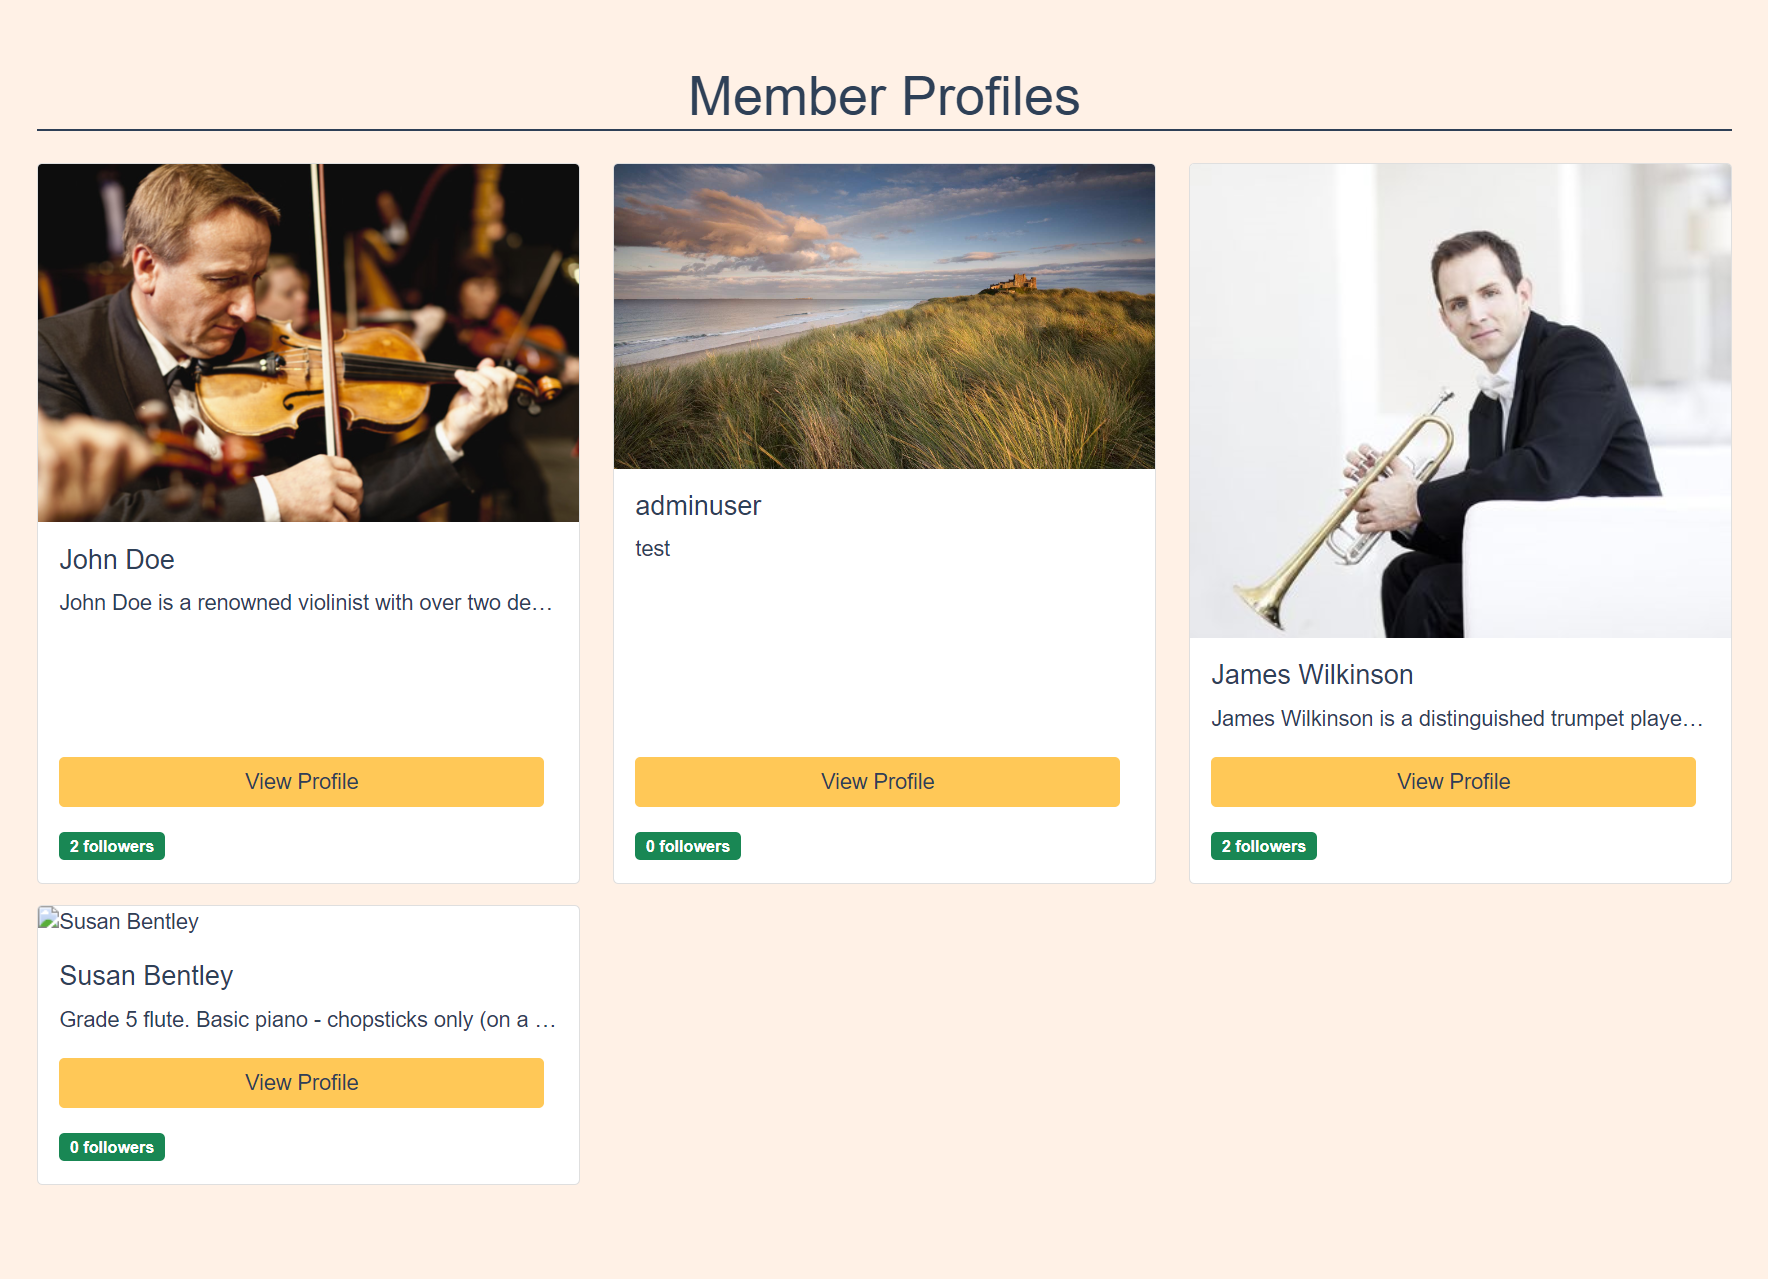 Member Profiles
John Doe
John Doe is a renowned violinist with over two de…
View Profile
2 followers
adminuser
test
View Profile
0 followers
James Wilkinson
James Wilkinson is a distinguished trumpet playe…
View Profile
2 followers
Susan Bentley
Susan Bentley
Grade 5 flute. Basic piano - chopsticks only (on a …
View Profile
0 followers